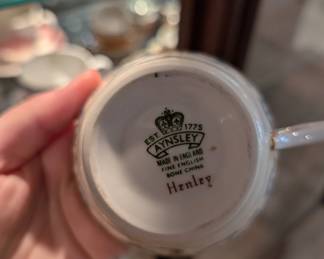 EST 1775
AYNSLEY
MADE IN ENGLAND
FINE ENGLISH
BONE CHINA
Henley